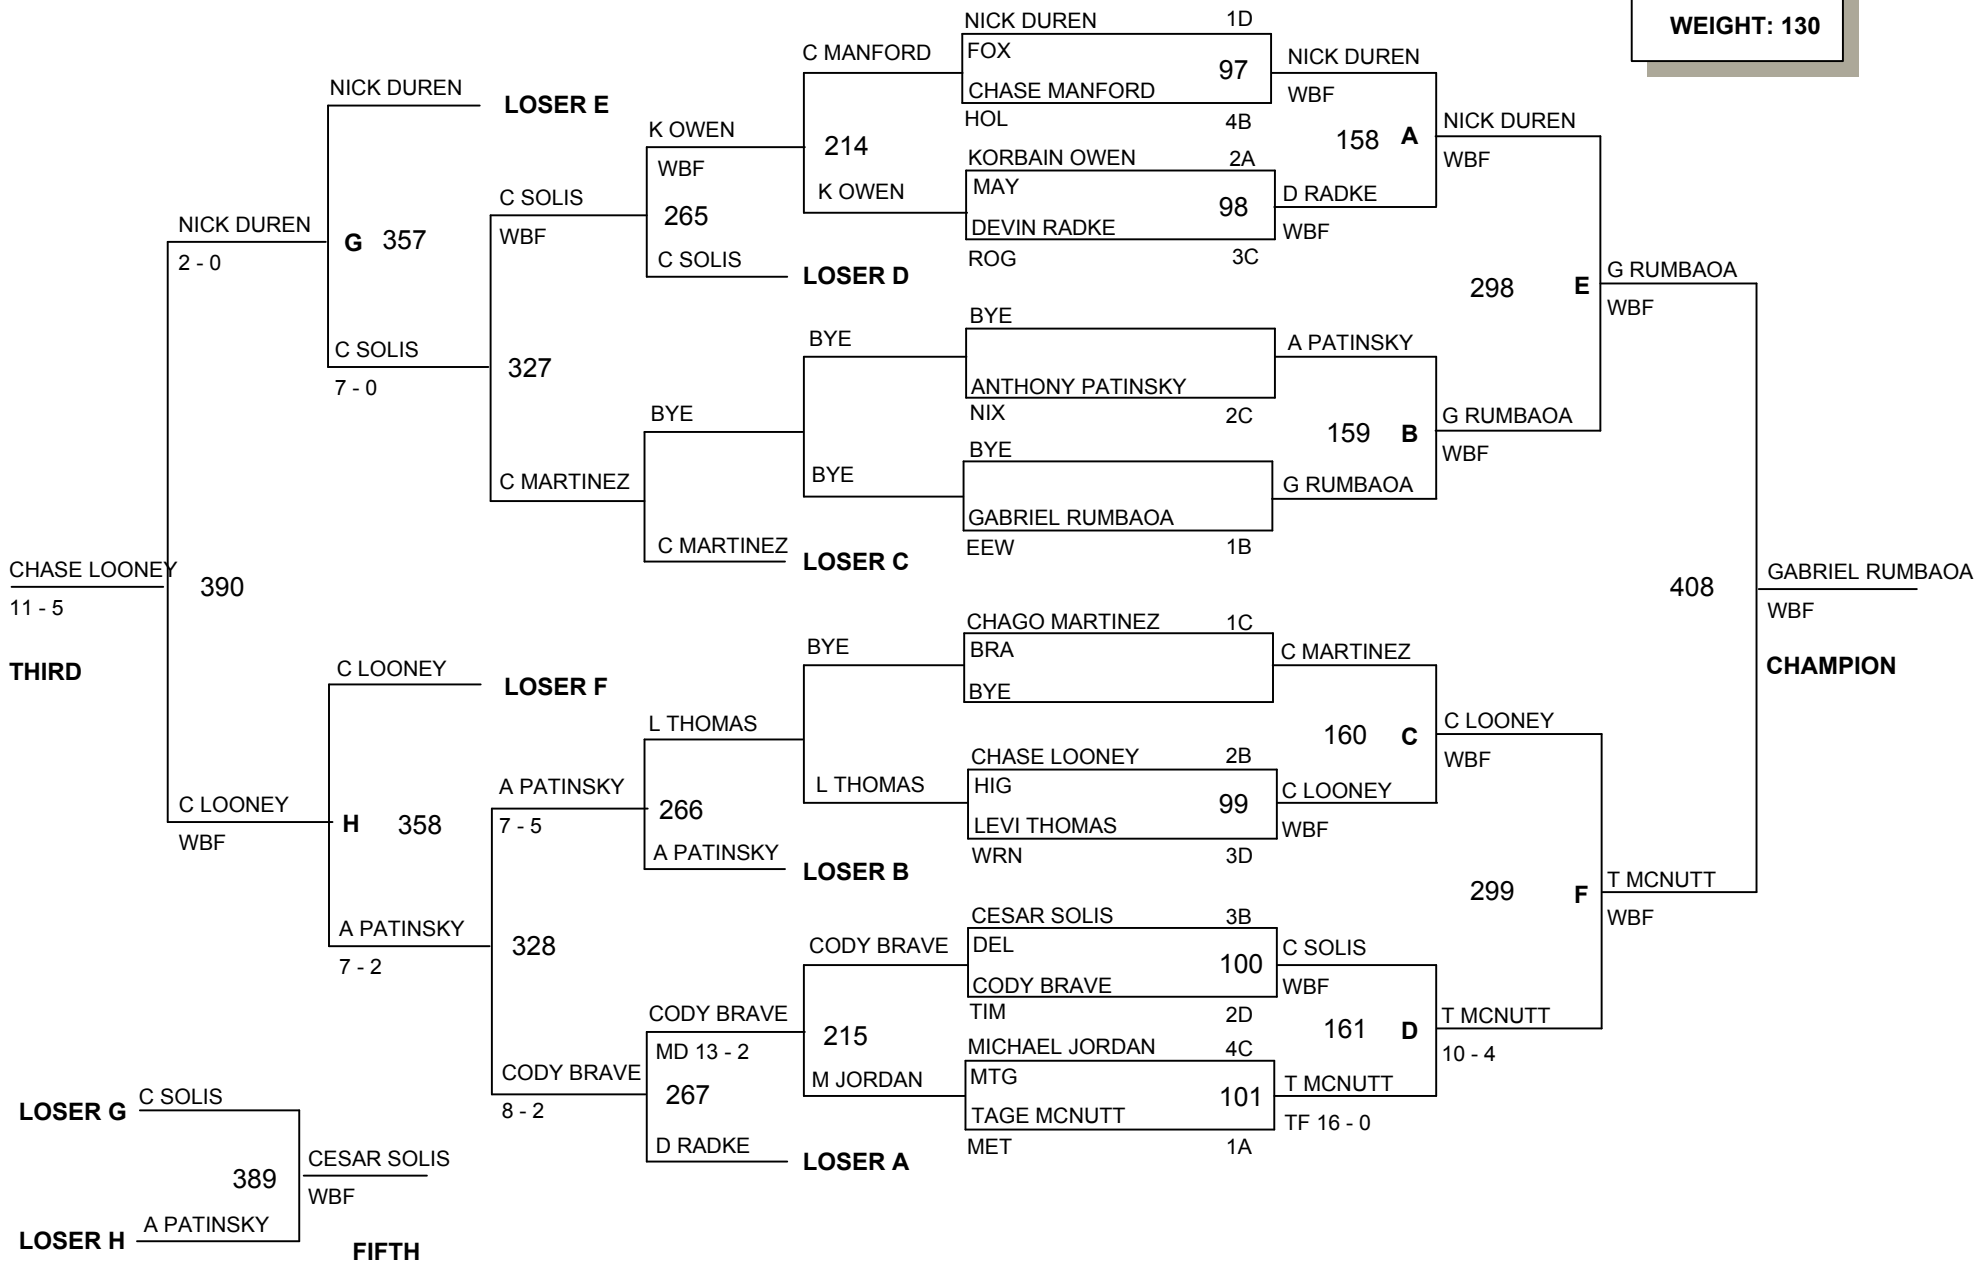 WEIGHT: 130
NICK DUREN 1D
FOX
97
CHASE MANFORD
HOL 4B
KORBAIN OWEN 2A
MAY
98
DEVIN RADKE
ROG 3C
BYE
ANTHONY PATINSKY
NIX 2C
BYE
GABRIEL RUMBAOA
EEW 1B
CHAGO MARTINEZ 1C
BRA
BYE
CHASE LOONEY 2B
HIG
99
LEVI THOMAS
WRN 3D
CESAR SOLIS 3B
DEL
100
CODY BRAVE
TIM 2D
MICHAEL JORDAN 4C
MTG
101
TAGE MCNUTT
MET 1A
NICK DUREN
WBF
158 A
D RADKE
WBF
A PATINSKY
159 B
G RUMBAOA
C MARTINEZ
160 C
C LOONEY
WBF
C SOLIS
WBF
161 D
T MCNUTT
TF 16 - 0
NICK DUREN
WBF
298 E
G RUMBAOA
WBF
C LOONEY
WBF
299 F
T MCNUTT
10 - 4
G RUMBAOA
WBF
408
T MCNUTT
WBF
GABRIEL RUMBAOA
WBF
CHAMPION
C MANFORD
214
K OWEN
BYE
BYE
BYE
L THOMAS
CODY BRAVE
215
M JORDAN
K OWEN
WBF
265
C SOLIS
LOSER D
BYE
C MARTINEZ
LOSER C
L THOMAS
266
A PATINSKY
LOSER B
CODY BRAVE
MD 13 - 2
267
D RADKE
LOSER A
C SOLIS
WBF
327
C MARTINEZ
A PATINSKY
7 - 5
328
CODY BRAVE
8 - 2
NICK DUREN
LOSER E
G 357
C SOLIS
7 - 0
C LOONEY
LOSER F
H 358
A PATINSKY
7 - 2
NICK DUREN
2 - 0
390
C LOONEY
WBF
CHASE LOONEY
11 - 5
THIRD
LOSER G C SOLIS
389
LOSER H A PATINSKY
CESAR SOLIS
WBF
FIFTH